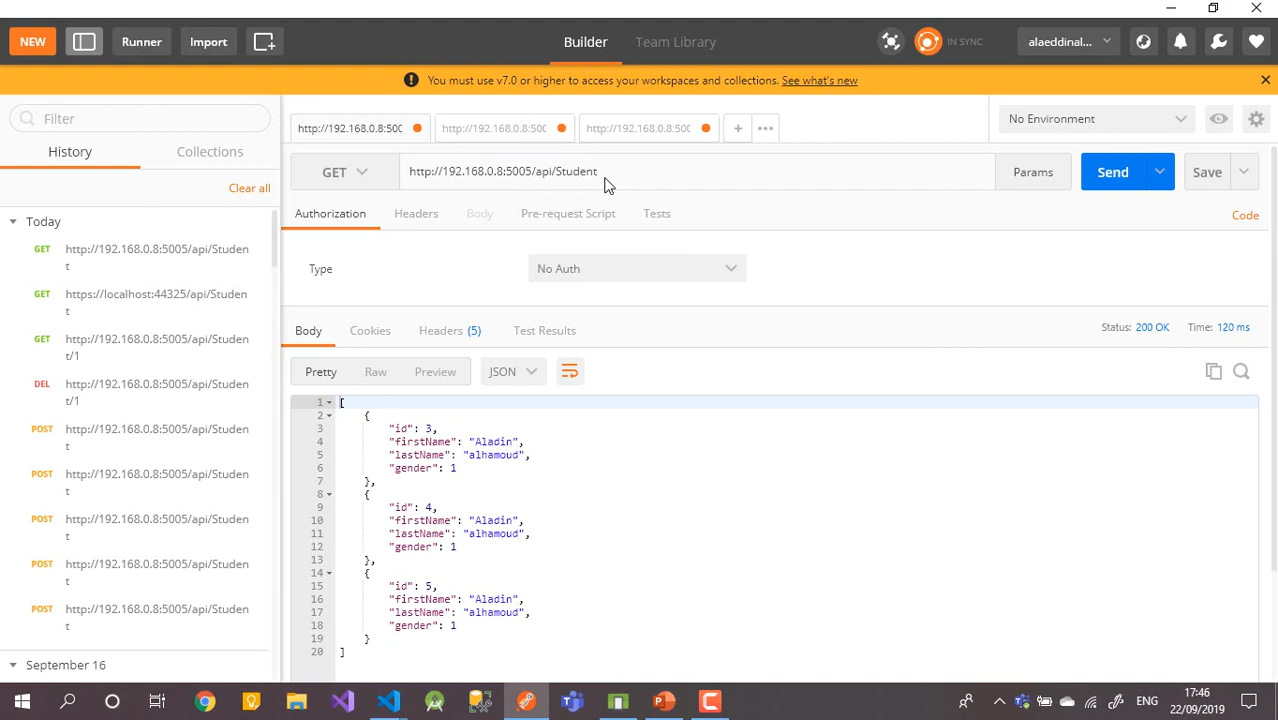 NEW
Runner
Import
Builder
Team Library
IN SYNC
alaeddinal...
You must use v7.0 or higher to access your workspaces and collections. See what's new
Filter
History
Collections
Clear all
Today
GET http://192.168.0.8:5005/api/Studen
t
GET https://localhost:44325/api/Studen
t
GET http://192.168.0.8:5005/api/Studen
t/1
DEL http://192.168.0.8:5005/api/Studen
t/1
POST http://192.168.0.8:5005/api/Studen
t
POST http://192.168.0.8:5005/api/Studen
t
POST http://192.168.0.8:5005/api/Studen
t
POST http://192.168.0.8:5005/api/Studen
t
POST http://192.168.0.8:5005/api/Studen
t
September 16
http://192.168.0.8:500
http://192.168.0.8:500
http://192.168.0.8:500
No Environment
GET
http://192.168.0.8:5005/api/Student
Params
Send
Save
Authorization
Headers
Body
Pre-request Script
Tests
Code
Type
No Auth
Body
Cookies
Headers (5)
Test Results
Status: 200 OK
Time: 120 ms
Pretty
Raw
Preview
JSON
1 [
2 {
3 "id": 3,
4 "firstName": "Aladin",
5 "lastName": "alhamoud",
6 "gender": 1
7 },
8 {
9 "id": 4,
10 "firstName": "Aladin",
11 "lastName": "alhamoud",
12 "gender": 1
13 },
14 {
15 "id": 5,
16 "firstName": "Aladin",
17 "lastName": "alhamoud",
18 "gender": 1
19 }
20 ]
ENG
17:46
22/09/2019